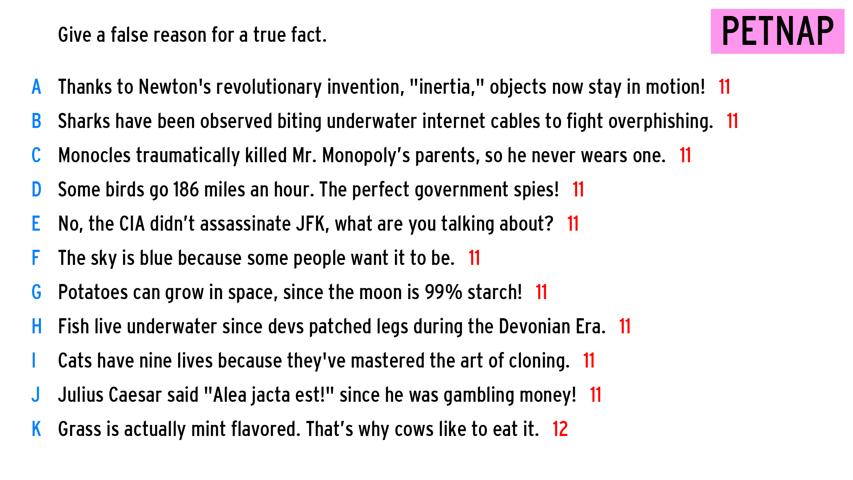 Give a false reason for a true fact.
PETNAP
A Thanks to Newton's revolutionary invention, "inertia," objects now stay in motion! 11
B Sharks have been observed biting underwater internet cables to fight overphishing. 11
C Monocles traumatically killed Mr. Monopoly’s parents, so he never wears one. 11
D Some birds go 186 miles an hour. The perfect government spies! 11
E No, the CIA didn’t assassinate JFK, what are you talking about? 11
F The sky is blue because some people want it to be. 11
G Potatoes can grow in space, since the moon is 99% starch! 11
H Fish live underwater since devs patched legs during the Devonian Era. 11
I Cats have nine lives because they've mastered the art of cloning. 11
J Julius Caesar said "Alea jacta est!" since he was gambling money! 11
K Grass is actually mint flavored. That’s why cows like to eat it. 12